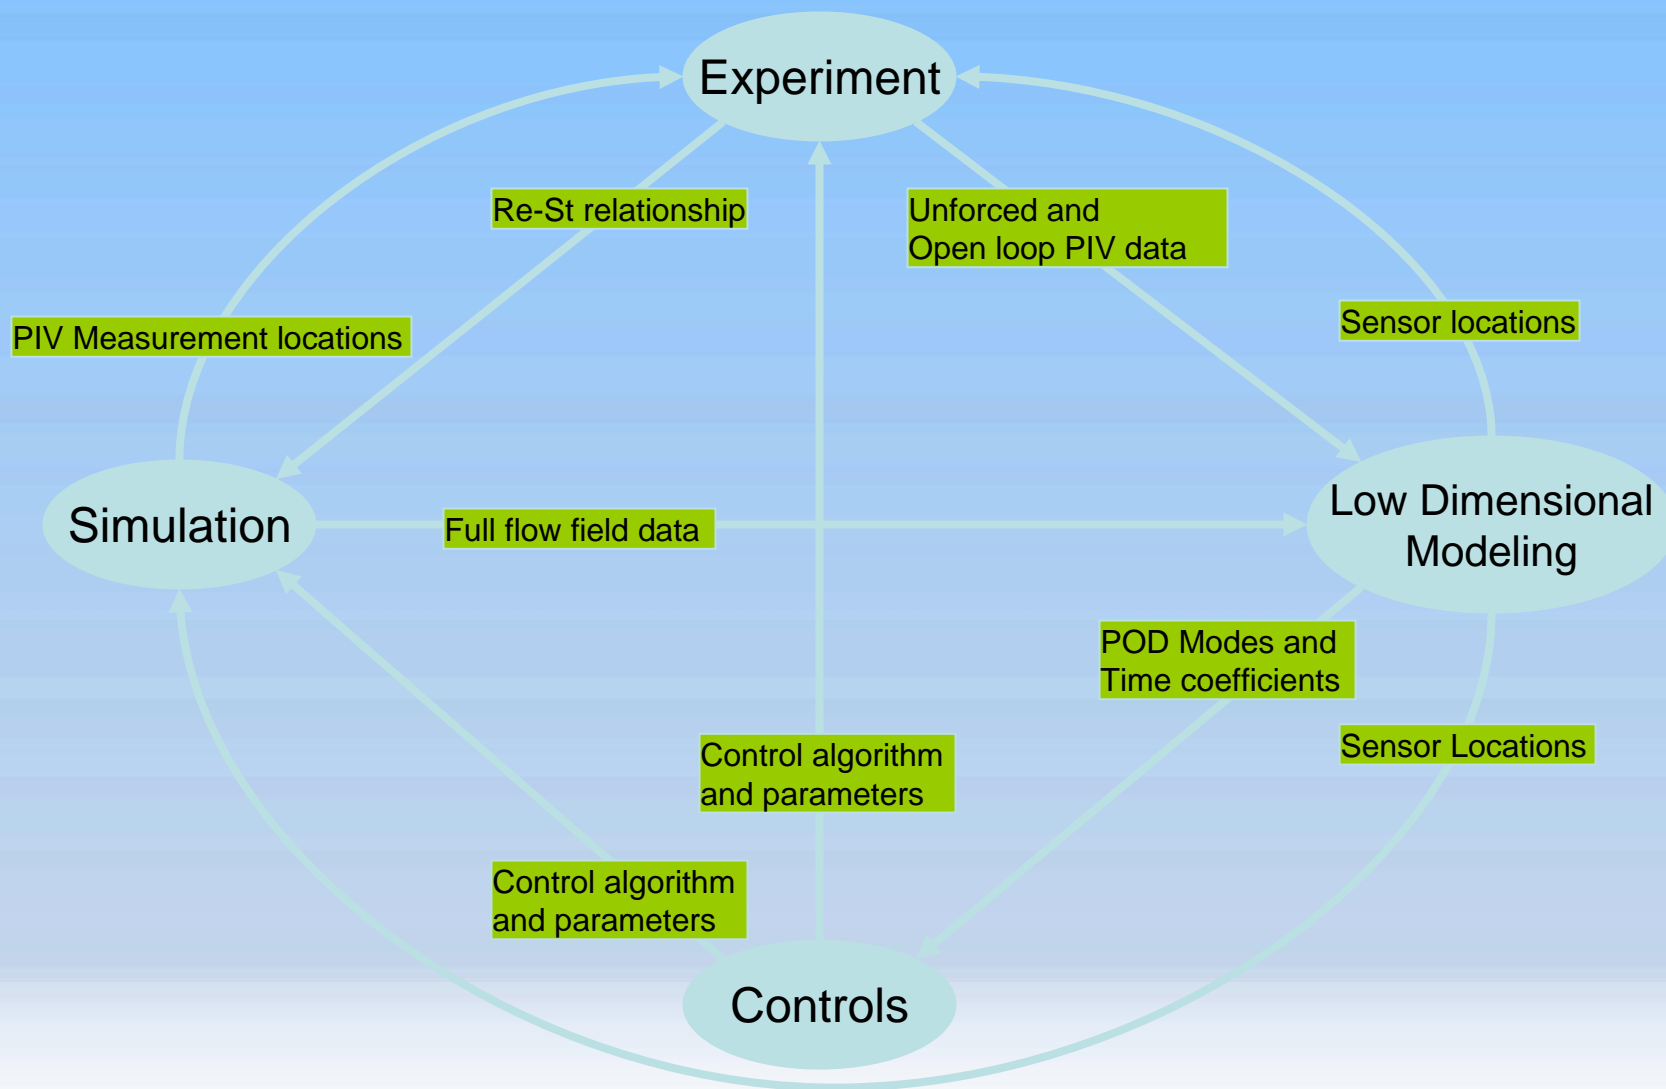 Experiment
Re-St relationship
Unforced and
Open loop PIV data
PIV Measurement locations
Sensor locations
Simulation
Full flow field data
Low Dimensional
Modeling
POD Modes and
Time coefficients
Control algorithm
and parameters
Sensor Locations
Control algorithm
and parameters
Controls